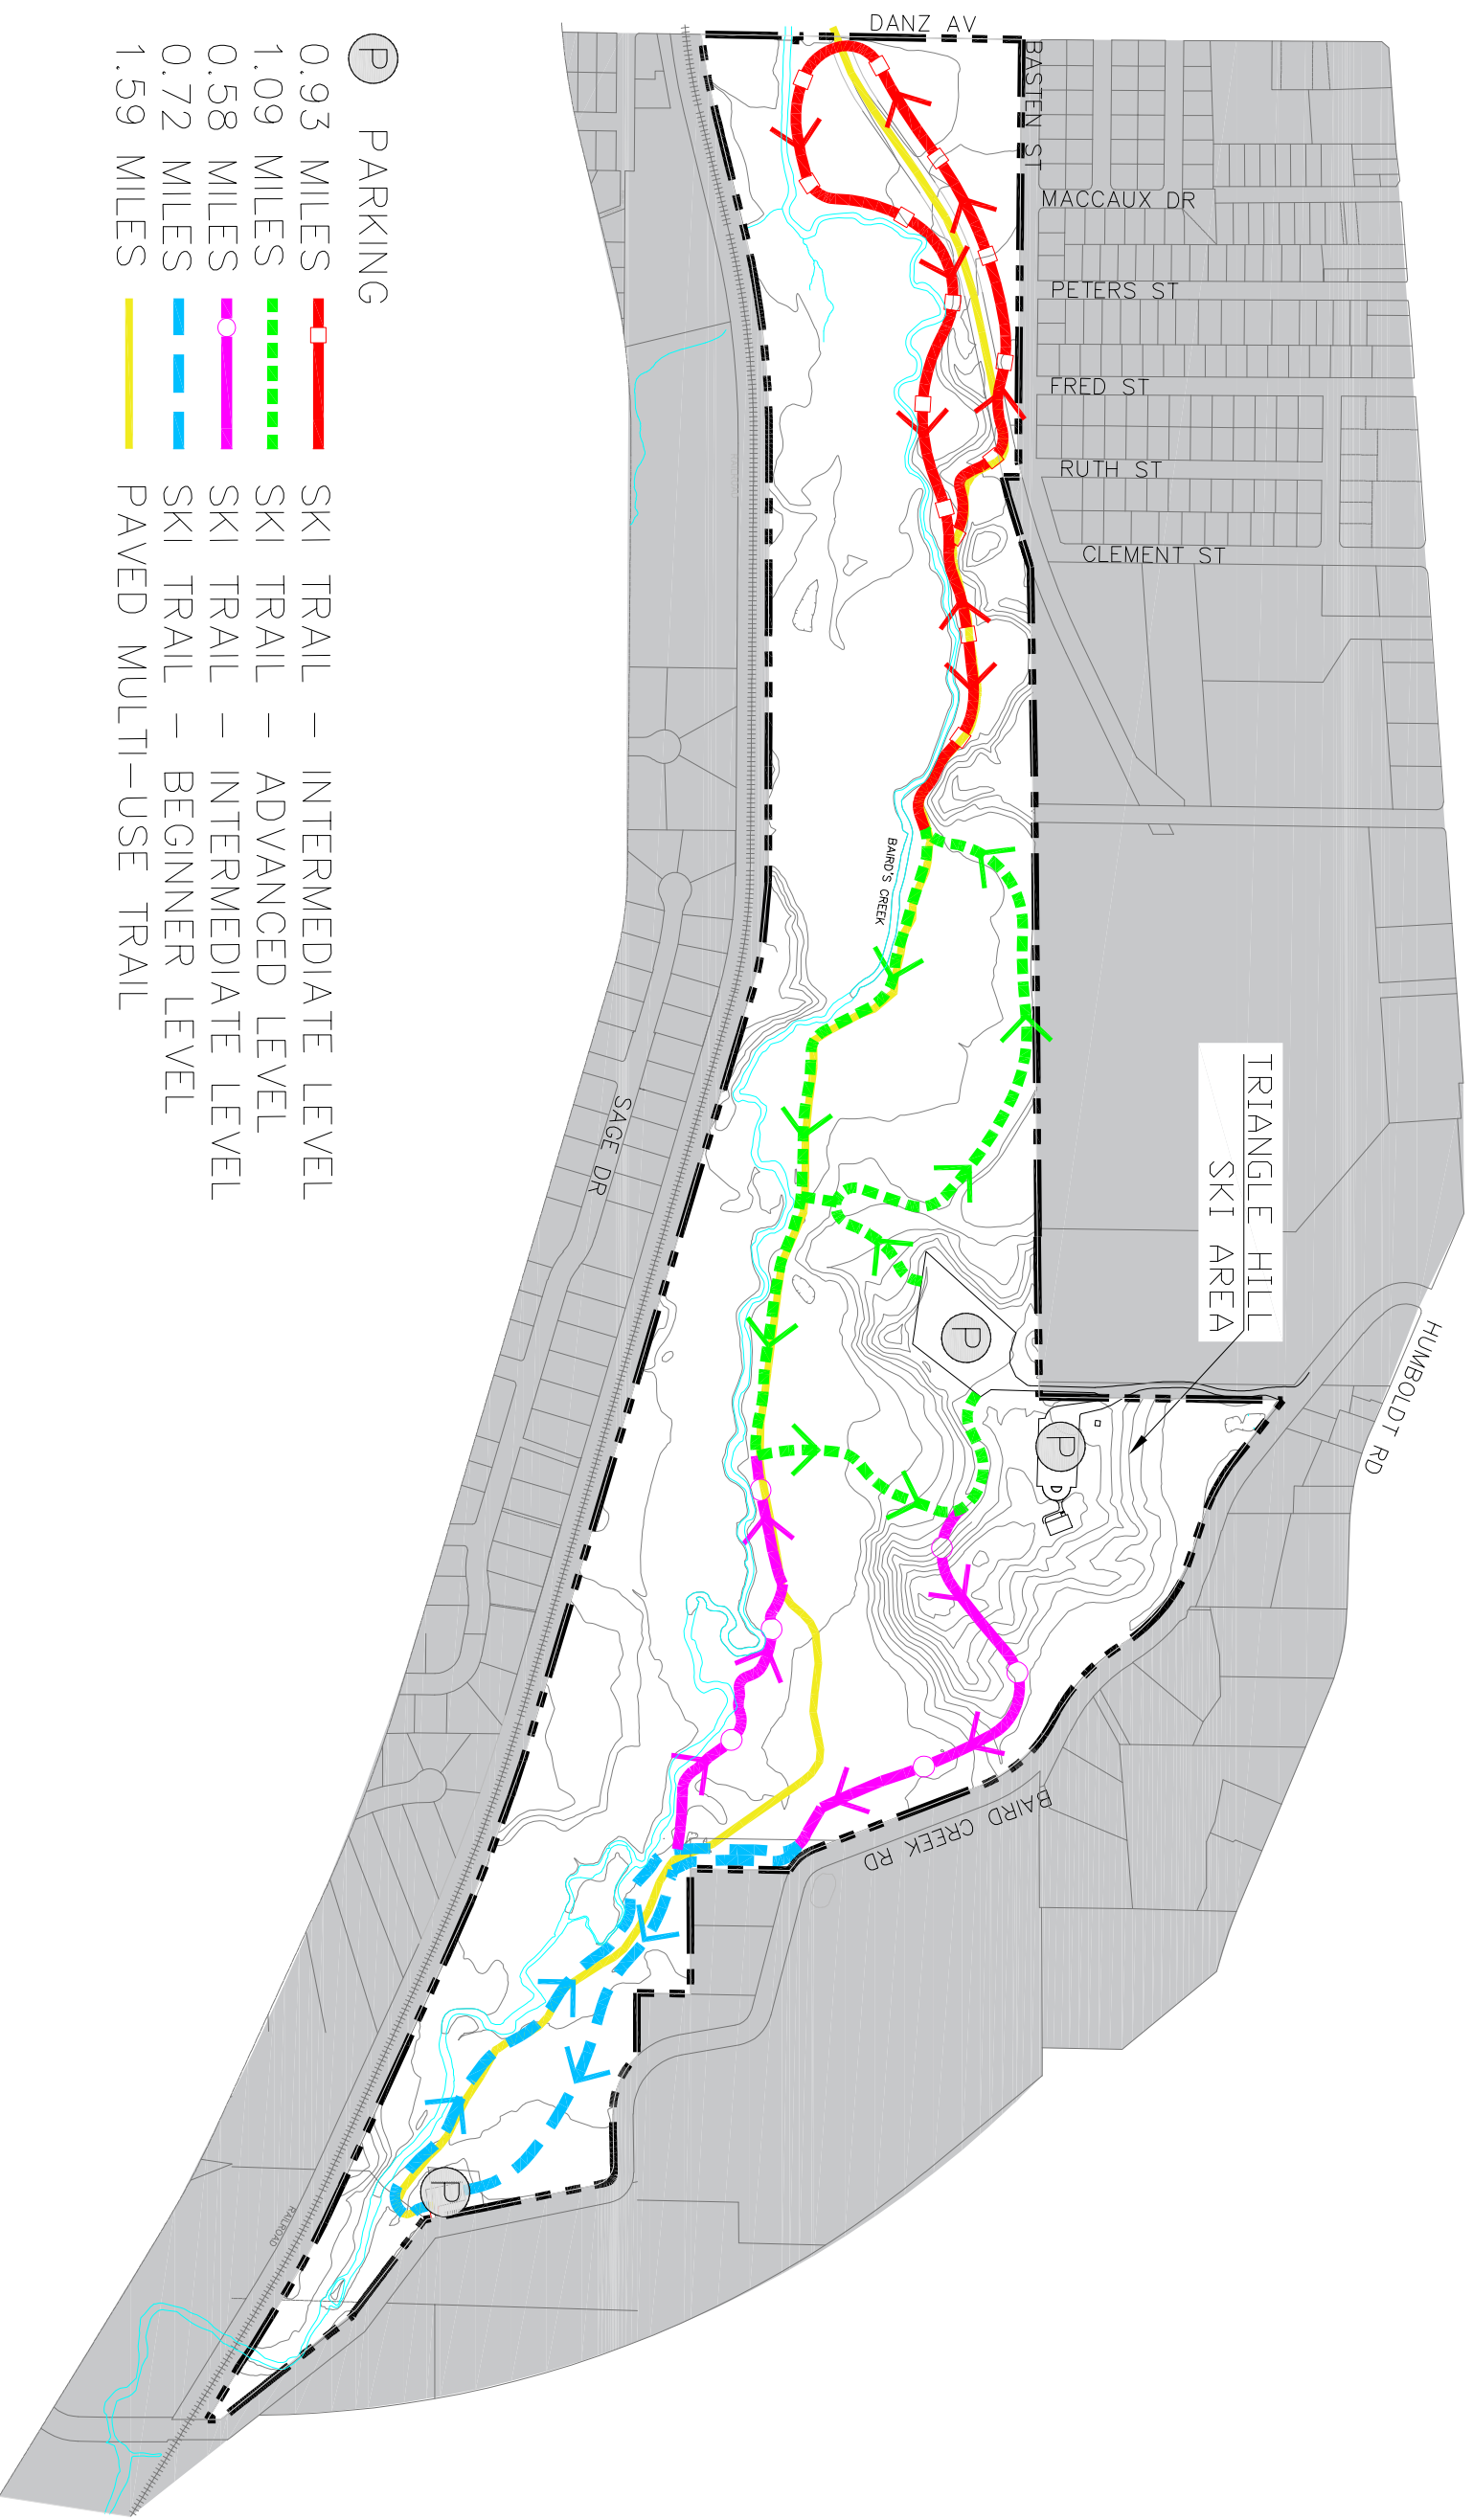 DANZ AV
BASTEN ST
MACCAUX DR
PETERS ST
FRED ST
RUTH ST
CLEMENT ST
HUMBOLDT RD
TRIANGLE HILL
SKI AREA
BAIRD'S CREEK
P
P
D
BAIRD CREEK RD
SAGE DR
P
RAILROAD
RAILROAD
P PARKING
0.93 MILES SKI TRAIL – INTERMEDIATE LEVEL
1.09 MILES SKI TRAIL – ADVANCED LEVEL
0.58 MILES SKI TRAIL – INTERMEDIATE LEVEL
0.72 MILES SKI TRAIL – BEGINNER LEVEL
1.59 MILES PAVED MULTI-USE TRAIL